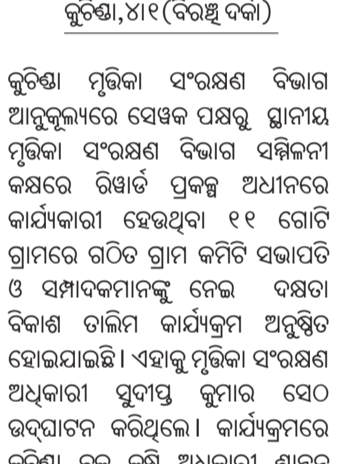 କୁଚିଣ୍ଡା,୪।୧(ବିରଞ୍ଚି ଦର୍ଜୀ)
କୁଚିଣ୍ଡା ମୃତ୍ତିକା ସଂରକ୍ଷଣ ବିଭାଗ
ଆନୁକୂଲ୍ୟରେ ସେୱକ ପକ୍ଷରୁ ସ୍ଥାନୀୟ
ମୃତ୍ତିକା ସଂରକ୍ଷଣ ବିଭାଗ ସମ୍ମିଳନୀ
କକ୍ଷରେ ରିୱାର୍ଡ ପ୍ରକଳ୍ପ ଅଧୀନରେ
କାର୍ଯ୍ୟକାରୀ ହେଉଥିବା ୧୧ ଗୋଟି
ଗ୍ରାମରେ ଗଠିତ ଗ୍ରାମ କମିଟି ସଭାପତି
ଓ ସମ୍ପାଦକମାନଙ୍କୁ ନେଇ ଦକ୍ଷତା
ବିକାଶ ତାଲିମ କାର୍ଯ୍ୟକ୍ରମ ଅନୁଷ୍ଠିତ
ହୋଇଯାଇଛି। ଏହାକୁ ମୃତ୍ତିକା ସଂରକ୍ଷଣ
ଅଧିକାରୀ ସୁଦୀପ୍ତ କୁମାର ସେଠ
ଉଦ୍‌ଘାଟନ କରିଥିଲେ। କାର୍ଯ୍ୟକ୍ରମରେ